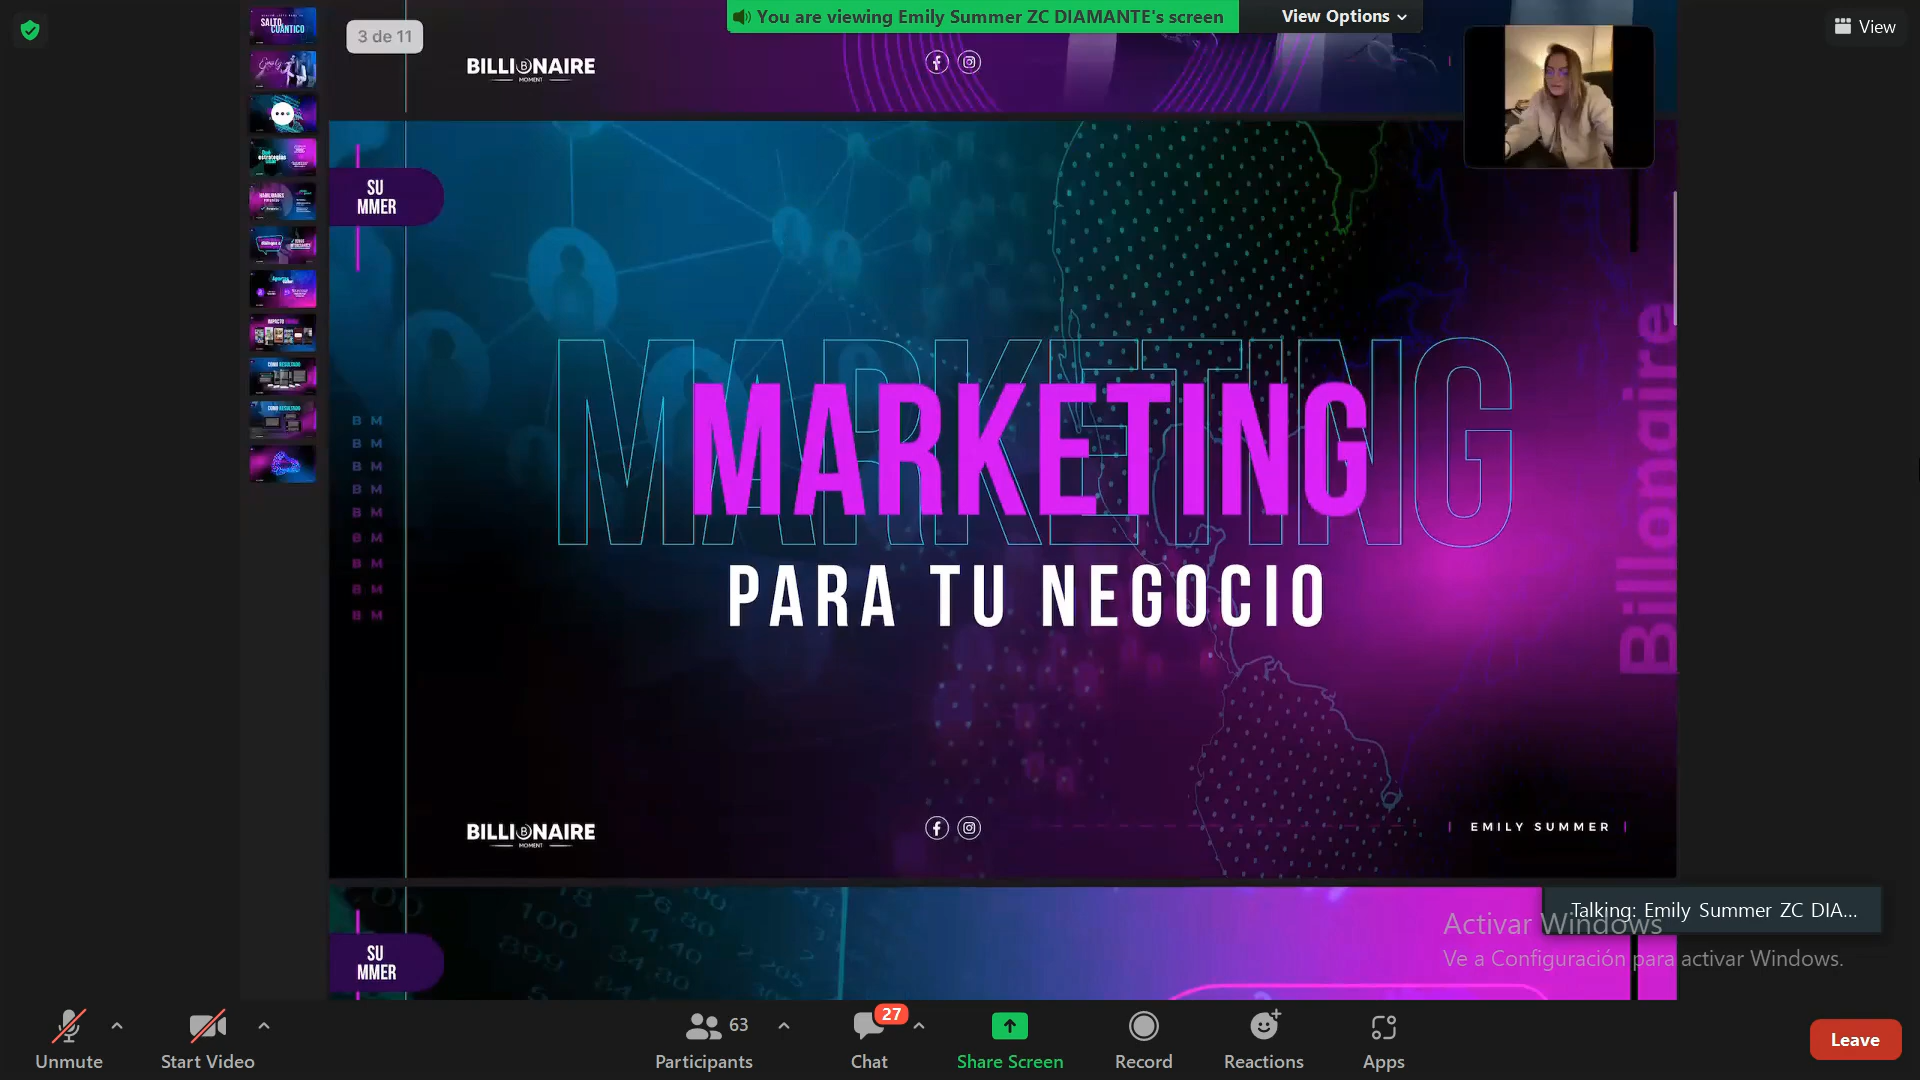 You are viewing Emily Summer ZC DIAMANTE's screen
View Options
View
3 de 11
SALTO
CUÁNTICO
BILLIONAIRE
MOMENT
SU
MMER
MARKETING
MARKETING
PARA TU NEGOCIO
Billonaire
B M
B M
B M
B M
B M
B M
B M
B M
B M
BILLIONAIRE
MOMENT
EMILY SUMMER
SU
MMER
Talking: Emily Summer ZC DIA...
Activar Windows
Ve a Configuración para activar Windows.
Unmute
Start Video
63
Participants
27
Chat
Share Screen
Record
Reactions
Apps
Leave